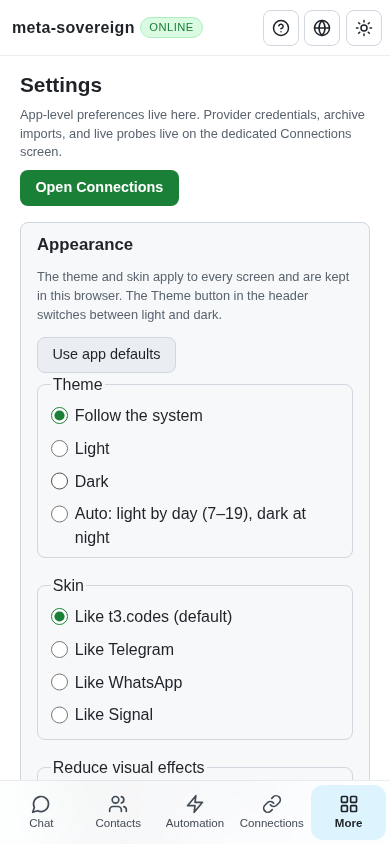 meta-sovereign ONLINE
Settings
App-level preferences live here. Provider credentials, archive
imports, and live probes live on the dedicated Connections
screen.
Open Connections
Appearance
The theme and skin apply to every screen and are kept
in this browser. The Theme button in the header
switches between light and dark.
Use app defaults
Theme
Follow the system
Light
Dark
Auto: light by day (7–19), dark at
night
Skin
Like t3.codes (default)
Like Telegram
Like WhatsApp
Like Signal
Reduce visual effects
Chat Contacts Automation Connections More